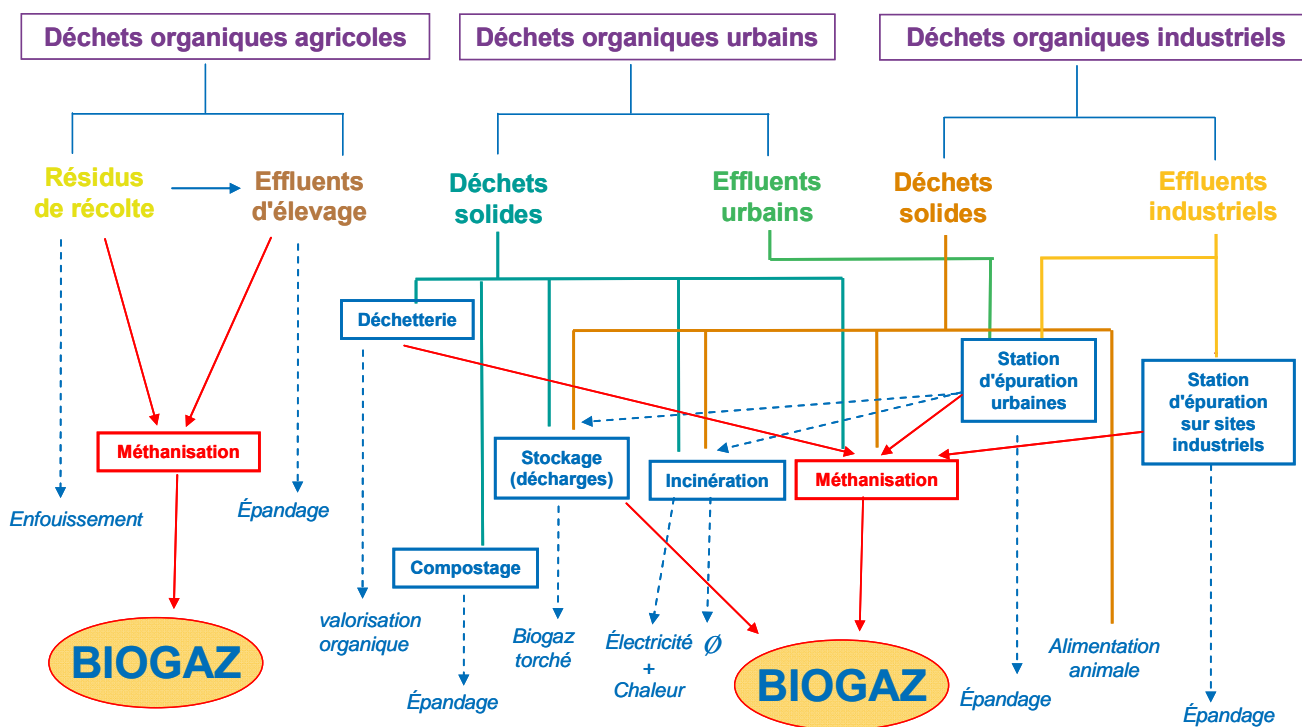 Déchets organiques agricoles
Déchets organiques urbains
Déchets organiques industriels
Résidus
de récolte
Effluents
d'élevage
Déchets
solides
Effluents
urbains
Déchets
solides
Effluents
industriels
Déchetterie
Station
d'épuration
urbaines
Station
d'épuration
sur sites
industriels
Méthanisation
Stockage
(décharges)
Incinération
Méthanisation
Enfouissement
Épandage
Compostage
valorisation
organique
Biogaz
torché
Électricité
+
Chaleur
Ø
Alimentation
animale
BIOGAZ
BIOGAZ
Épandage
Épandage
Épandage